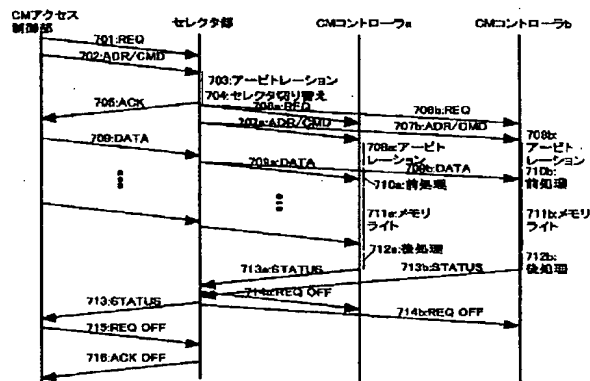 CMアクセス
制御部
セレクタ部
CMコントローラa
CMコントローラb
701:REQ
702:ADR/CMD
703:アービトレーション
704:セレクタ切り替え
705:ACK
706a:REQ
706b:REQ
707a:ADR/CMD
707b:ADR/CMD
708a:アービト
レーション
708b:
アービト
レーション
709:DATA
709a:DATA
709b:DATA
710a:前処理
710b:
前処理
711a:メモリ
ライト
711b:メモリ
ライト
712a:後処理
712b:
後処理
713a:STATUS
713b:STATUS
713:STATUS
714a:REQ OFF
714b:REQ OFF
715:REQ OFF
716:ACK OFF